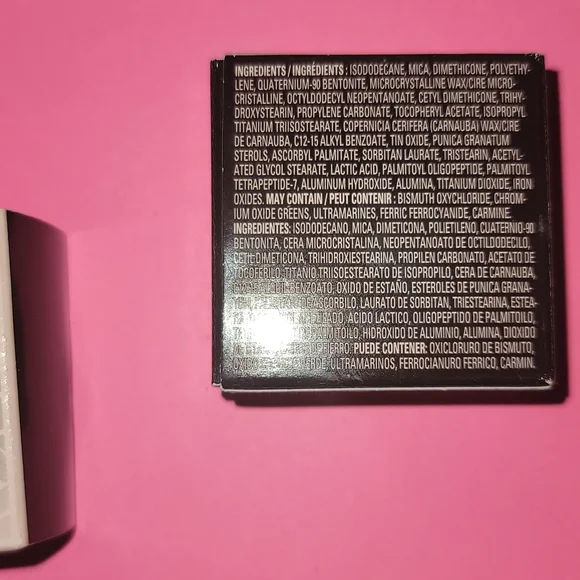 INGREDIENTS / INGRÉDIENTS : ISODODECANE, MICA, DIMETHICONE, POLYETHY-
LENE, QUATERNIUM-90 BENTONITE, MICROCRYSTALLINE WAX/CIRE MICRO-
CRISTALLINE, OCTYLDODECYL NEOPENTANOATE, CETYL DIMETHICONE, TRIHY-
DROXYSTEARIN, PROPYLENE CARBONATE, TOCOPHERYL ACETATE, ISOPROPYL
TITANIUM TRIISOSTEARATE, COPERNICIA CERIFERA (CARNAUBA) WAX/CIRE
DE CARNAUBA, C12-15 ALKYL BENZOATE, TIN OXIDE, PUNICA GRANATUM
STEROLS, ASCORBYL PALMITATE, SORBITAN LAURATE, TRISTEARIN, ACETYL-
ATED GLYCOL STEARATE, LACTIC ACID, PALMITOYL OLIGOPEPTIDE, PALMITOYL
TETRAPEPTIDE-7, ALUMINUM HYDROXIDE, ALUMINA, TITANIUM DIOXIDE, IRON
OXIDES. MAY CONTAIN / PEUT CONTENIR : BISMUTH OXYCHLORIDE, CHROM-
IUM OXIDE GREENS, ULTRAMARINES, FERRIC FERROCYANIDE, CARMINE.
INGREDIENTES: ISODODECANO, MICA, DIMETICONA, POLIETILENO, CUATERNIO-90
BENTONITA, CERA MICROCRISTALINA, NEOPENTANOATO DE OCTILDODECILO,
CETIL DIMETICONA, TRIHIDROXIESTEARINA, PROPILEN CARBONATO, ACETATO DE
TOCOFERILO, TITANIO TRIISOESTEARATO DE ISOPROPILO, CERA DE CARNAUBA,
BENZOATO, OXIDO DE ESTAÑO, ESTEROLES DE PUNICA GRANA-
DE ASCORBILO, LAURATO DE SORBITAN, TRIESTEARINA, ESTEA-
ACIDO LACTICO, OLIGOPEPTIDO DE PALMITOILO,
PALMITOILO, HIDROXIDO DE ALUMINIO, ALUMINA, DIOXIDO
DE FIERRO. PUEDE CONTENER: OXICLORURO DE BISMUTO,
ULTRAMARINOS, FERROCIANURO FERRICO, CARMIN.